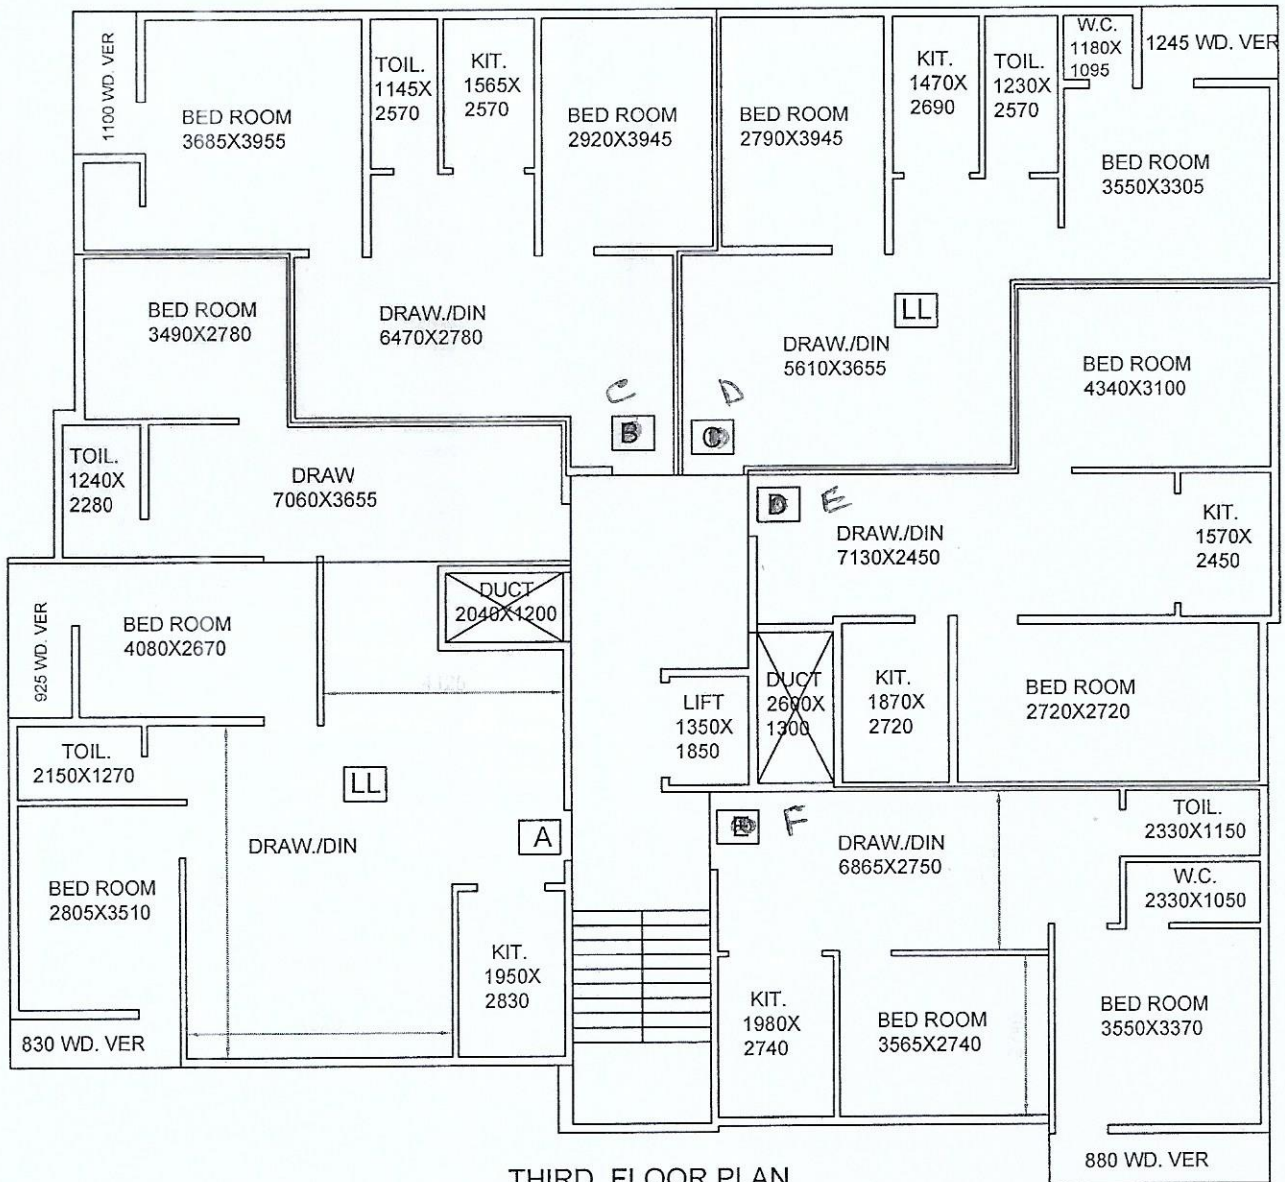 1100 WD. VER
BED ROOM
3685X3955
TOIL.
1145X
2570
KIT.
1565X
2570
BED ROOM
2920X3945
BED ROOM
2790X3945
KIT.
1470X
2690
TOIL.
1230X
2570
W.C.
1180X
1095
1245 WD. VER
BED ROOM
3550X3305
BED ROOM
3490X2780
DRAW./DIN
6470X2780
LL
DRAW./DIN
5610X3655
BED ROOM
4340X3100
C
D
B
C
TOIL.
1240X
2280
DRAW
7060X3655
D
E
DRAW./DIN
7130X2450
KIT.
1570X
2450
925 WD. VER
BED ROOM
4080X2670
DUCT
2040X1200
LIFT
1350X
1850
DUCT
2600X
1300
KIT.
1870X
2720
BED ROOM
2720X2720
TOIL.
2150X1270
LL
DRAW./DIN
A
F
DRAW./DIN
6865X2750
TOIL.
2330X1150
W.C.
2330X1050
BED ROOM
2805X3510
KIT.
1950X
2830
KIT.
1980X
2740
BED ROOM
3565X2740
BED ROOM
3550X3370
830 WD. VER
880 WD. VER
THIRD FLOOR PLAN